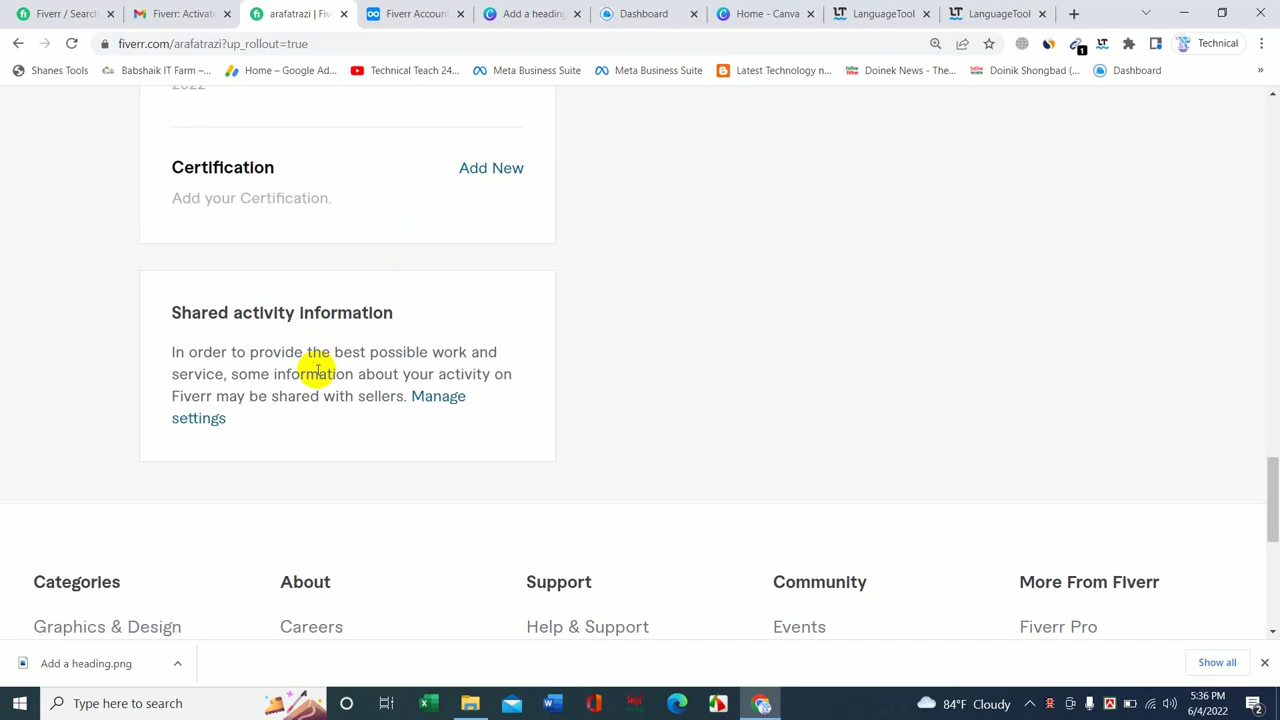 Fiverr / Search
Gmail: Activate
arafatrazi | Fiv
Fiverr Accoun
Add a heading
Dashboard
Home - Canva
LanguageTool
LanguageTool
fiverr.com/arafatrazi?up_rollout=true
1
Technical
Shanes Tools
Babshaik IT Farm –...
Home – Google Ad...
Technical Teach 24...
Meta Business Suite
Meta Business Suite
Latest Technology n...
Doinek News - The...
Doinik Shongbad (...
Dashboard
»
2022
Certification
Add New
Add your Certification.
Shared activity information
In order to provide the best possible work and
service, some information about your activity on
Fiverr may be shared with sellers. Manage
settings
Categories
About
Support
Community
More From Fiverr
Graphics & Design
Careers
Help & Support
Events
Fiverr Pro
Add a heading.png
Show all
Type here to search
84°F Cloudy
5:36 PM
6/4/2022
2